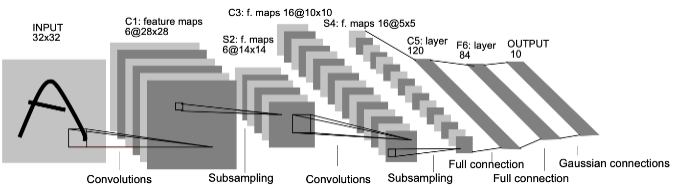 INPUT
32x32
C1: feature maps
6@28x28
C3: f. maps 16@10x10
S2: f. maps
6@14x14
S4: f. maps 16@5x5
C5: layer
120
F6: layer
84
OUTPUT
10
A
Convolutions
Subsampling
Convolutions
Subsampling
Full connection
Full connection
Gaussian connections